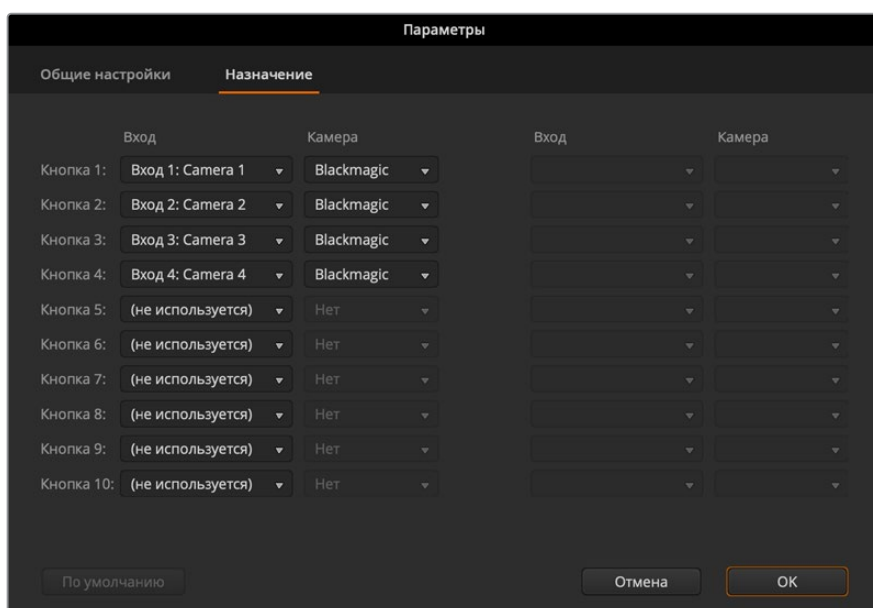 Параметры
Общие настройки Назначение
Вход Камера Вход Камера
Кнопка 1: Вход 1: Camera 1 Blackmagic
Кнопка 2: Вход 2: Camera 2 Blackmagic
Кнопка 3: Вход 3: Camera 3 Blackmagic
Кнопка 4: Вход 4: Camera 4 Blackmagic
Кнопка 5: (не используется) Нет
Кнопка 6: (не используется) Нет
Кнопка 7: (не используется) Нет
Кнопка 8: (не используется) Нет
Кнопка 9: (не используется) Нет
Кнопка 10: (не используется) Нет
По умолчанию Отмена OK